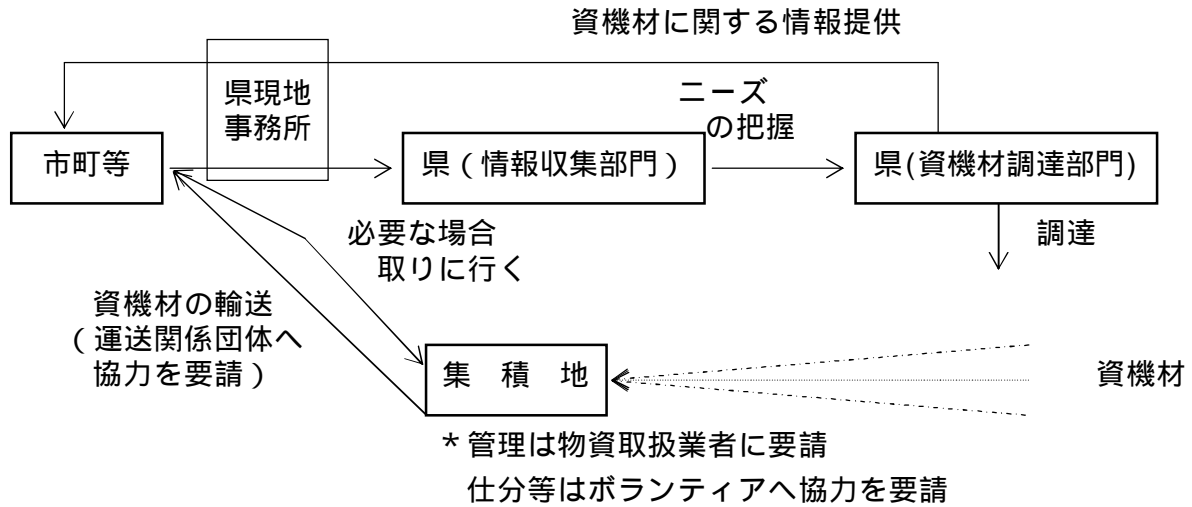 資機材に関する情報提供
県現地
事務所
ニーズ
の把握
市町等
県（情報収集部門）
県(資機材調達部門)
必要な場合
取りに行く
調達
資機材の輸送
（運送関係団体へ
協力を要請）
集　積　地
資機材
＊管理は物資取扱業者に要請
仕分等はボランティアへ協力を要請